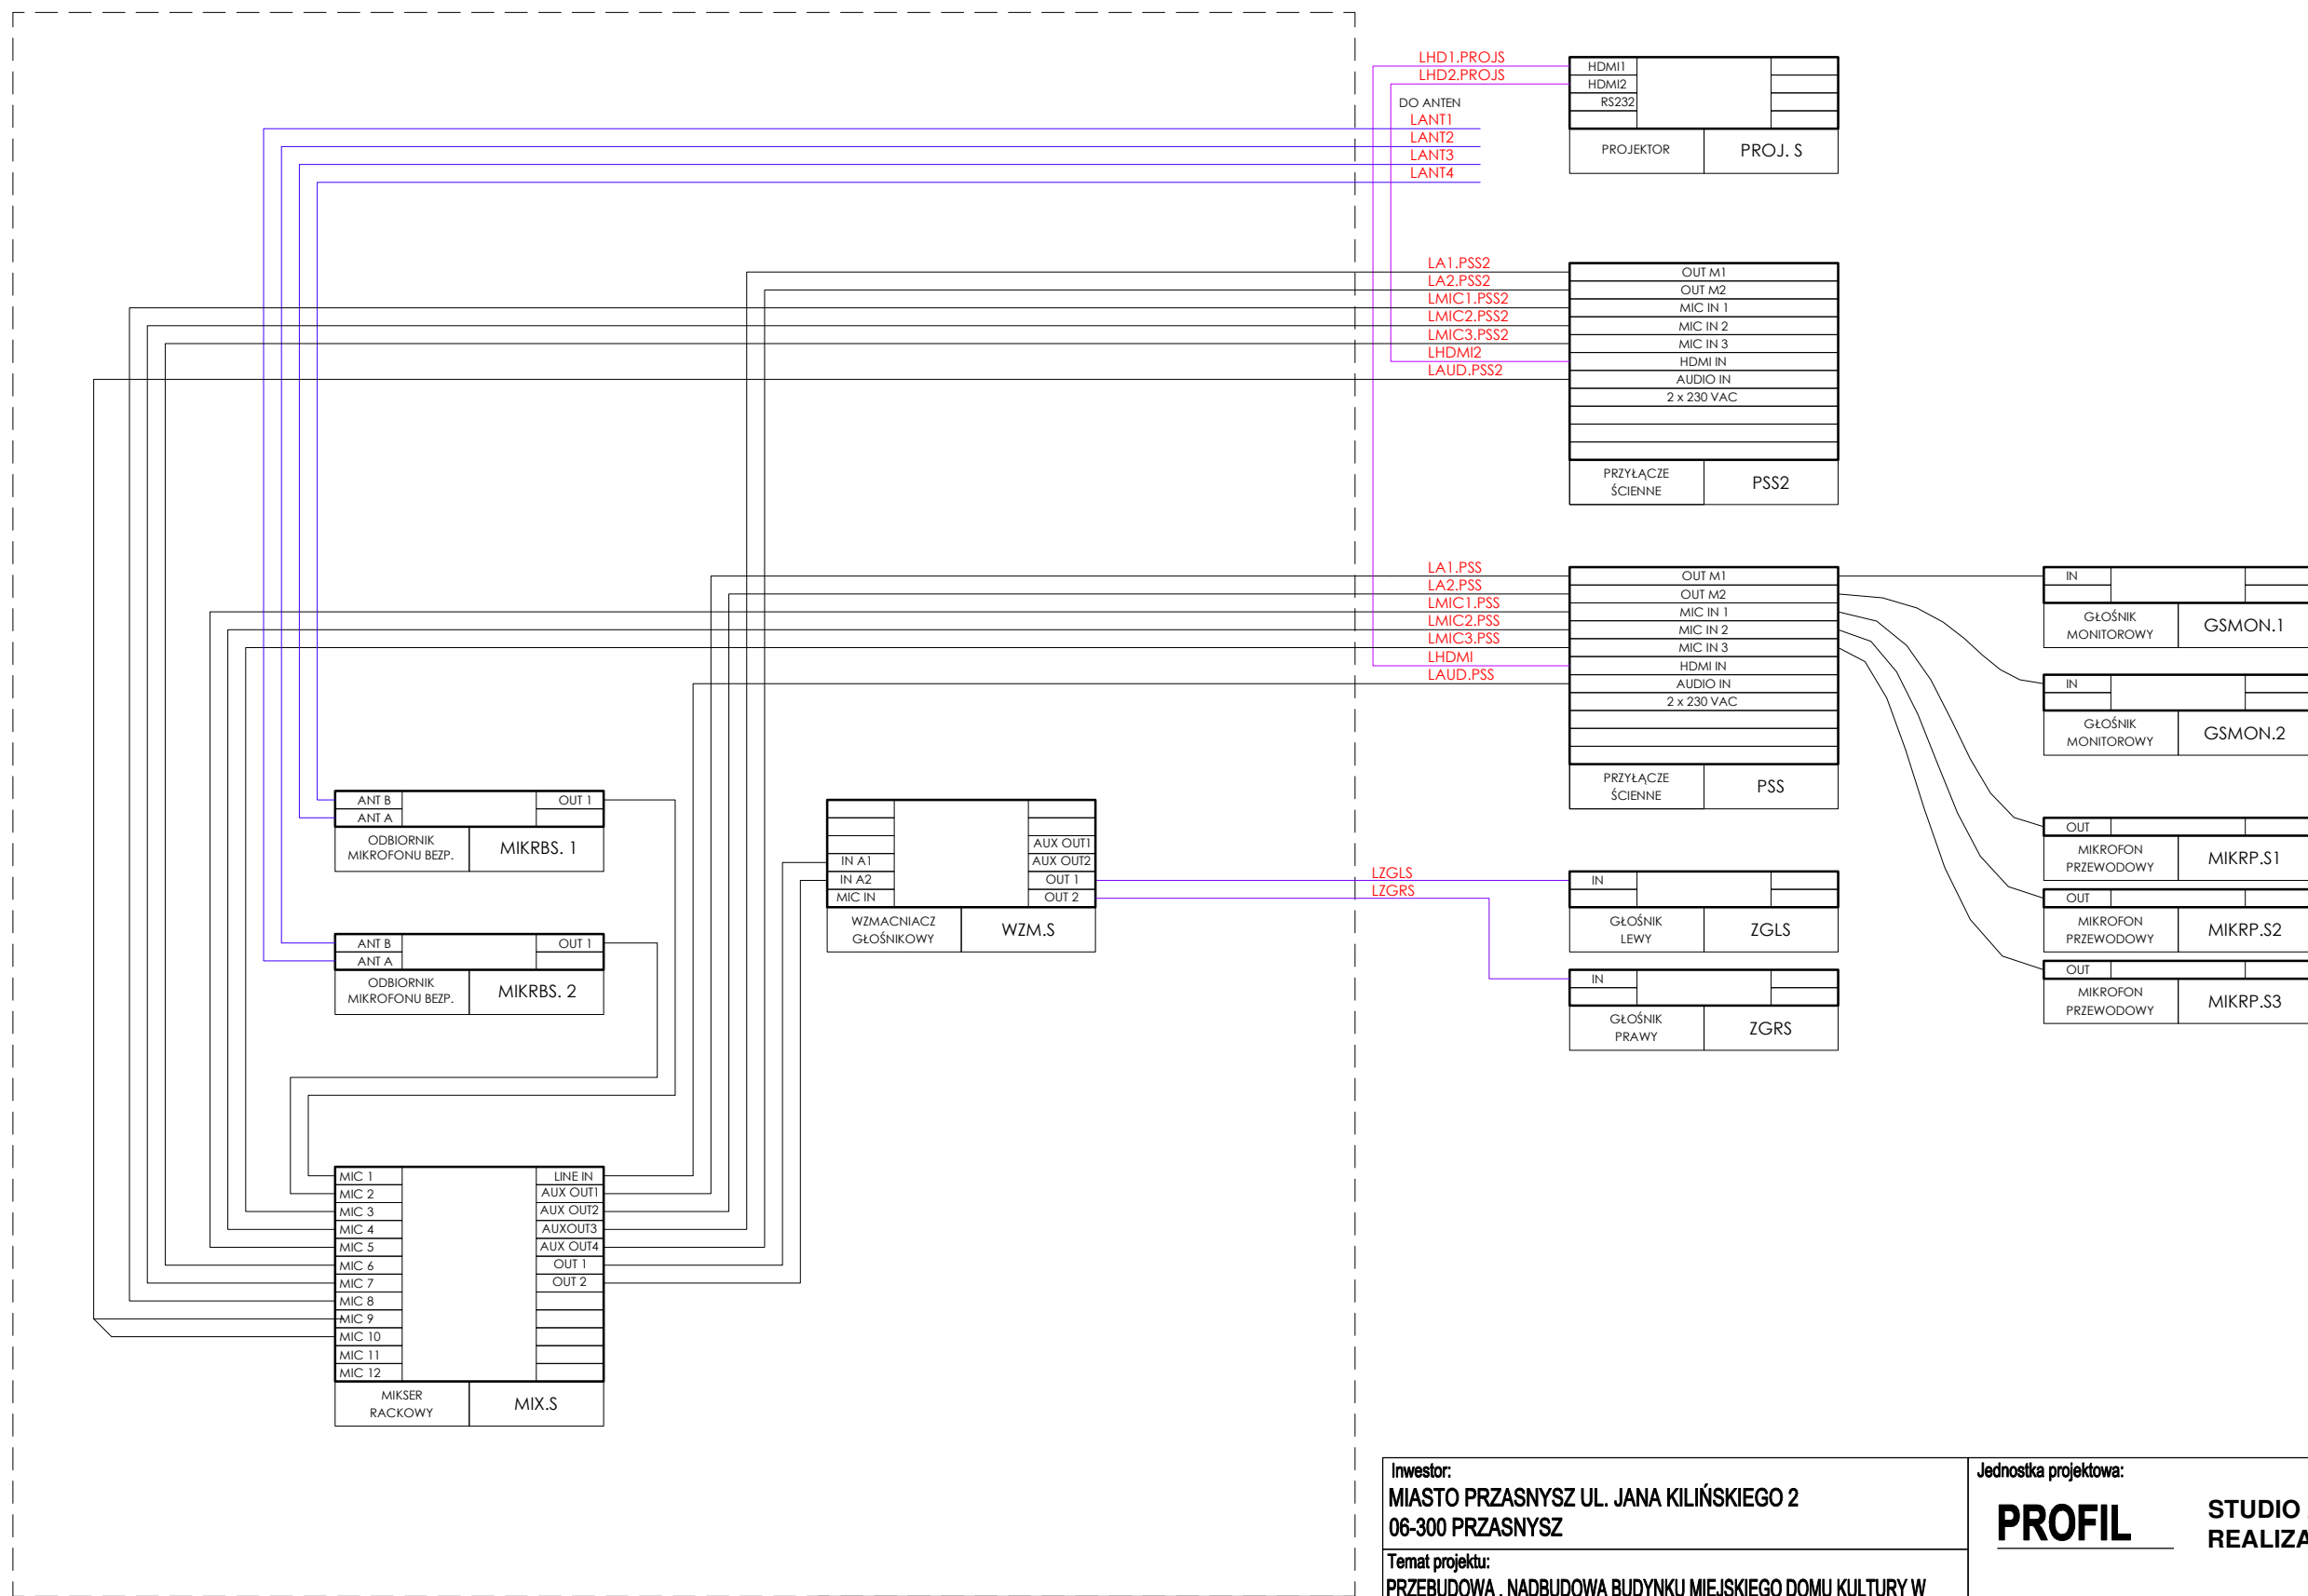 LHD1.PROJS
LHD2.PROJS
DO ANTEN
LANT1
LANT2
LANT3
LANT4
HDMI1
HDMI2
RS232
PROJEKTOR
PROJ. S
LA1.PSS2
LA2.PSS2
LMIC1.PSS2
LMIC2.PSS2
LMIC3.PSS2
LHDMI2
LAUD.PSS2
OUT M1
OUT M2
MIC IN 1
MIC IN 2
MIC IN 3
HDMI IN
AUDIO IN
2 x 230 VAC
PRZYŁĄCZE
ŚCIENNE
PSS2
LA1.PSS
LA2.PSS
LMIC1.PSS
LMIC2.PSS
LMIC3.PSS
LHDMI
LAUD.PSS
OUT M1
OUT M2
MIC IN 1
MIC IN 2
MIC IN 3
HDMI IN
AUDIO IN
2 x 230 VAC
PRZYŁĄCZE
ŚCIENNE
PSS
IN
GŁOŚNIK
MONITOROWY
GSMON.1
IN
GŁOŚNIK
MONITOROWY
GSMON.2
OUT
MIKROFON
PRZEWODOWY
MIKRP.S1
OUT
MIKROFON
PRZEWODOWY
MIKRP.S2
OUT
MIKROFON
PRZEWODOWY
MIKRP.S3
ANT B
ANT A
OUT 1
ODBIORNIK
MIKROFONU BEZP.
MIKRBS. 1
ANT B
ANT A
OUT 1
ODBIORNIK
MIKROFONU BEZP.
MIKRBS. 2
IN A1
IN A2
MIC IN
AUX OUT1
AUX OUT2
OUT 1
OUT 2
WZMACNIACZ
GŁOŚNIKOWY
WZM.S
LZGLS
LZGRS
IN
GŁOŚNIK
LEWY
ZGLS
IN
GŁOŚNIK
PRAWY
ZGRS
MIC 1
MIC 2
MIC 3
MIC 4
MIC 5
MIC 6
MIC 7
MIC 8
MIC 9
MIC 10
MIC 11
MIC 12
LINE IN
AUX OUT1
AUX OUT2
AUXOUT3
AUX OUT4
OUT 1
OUT 2
MIKSER
RACKOWY
MIX.S
Inwestor:
MIASTO PRZASNYSZ UL. JANA KILIŃSKIEGO 2
06-300 PRZASNYSZ
Temat projektu:
PRZEBUDOWA , NADBUDOWA BUDYNKU MIEJSKIEGO DOMU KULTURY W
Jednostka projektowa:
PROFIL
STUDIO
REALIZA